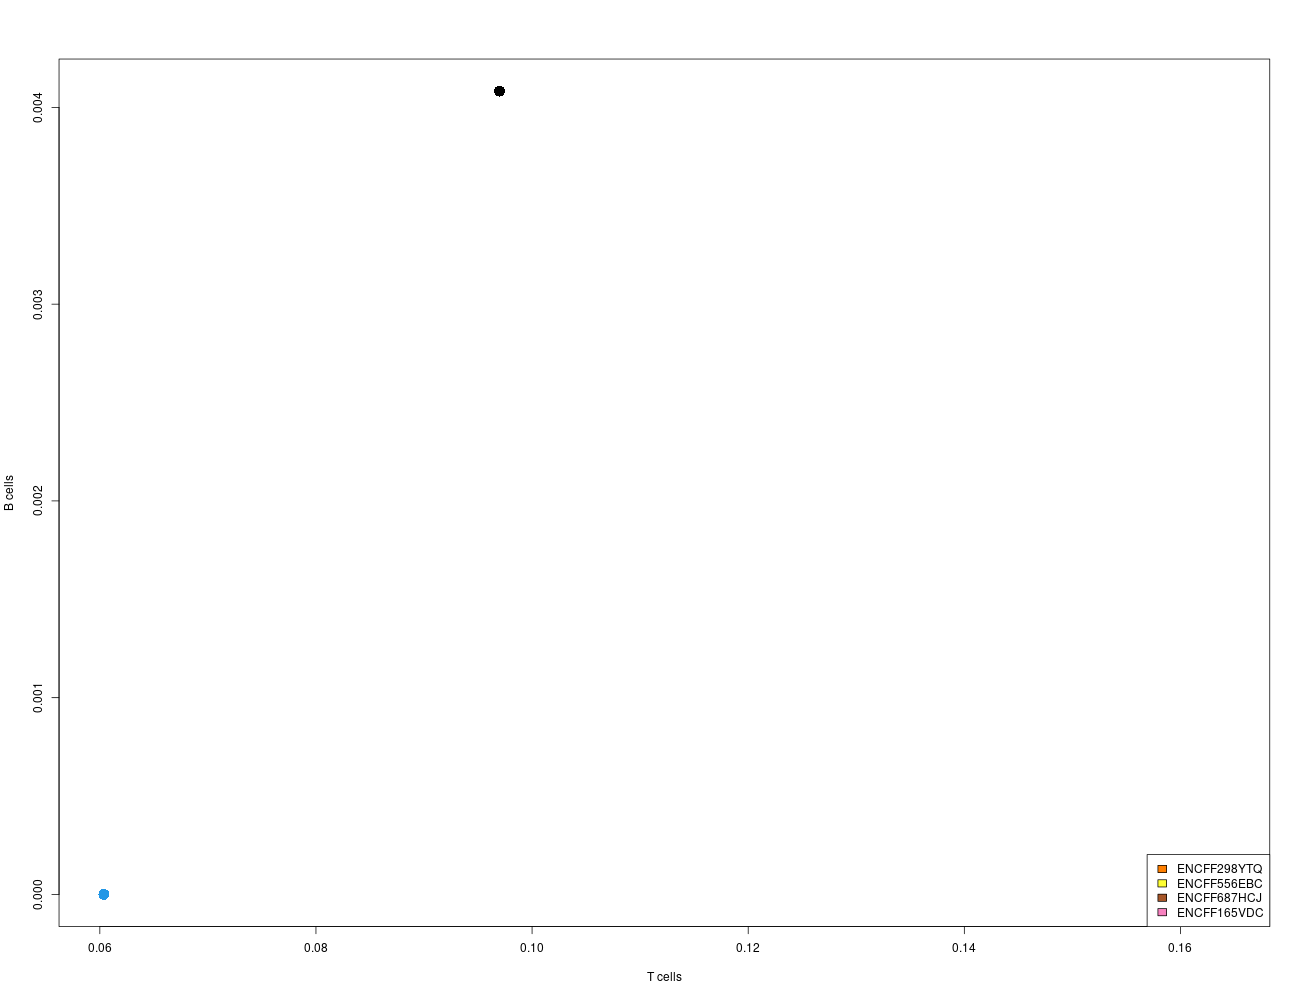 0.004
0.003
0.002
0.001
0.000
B cells
0.06
0.08
0.10
0.12
0.14
0.16
T cells
ENCFF298YTQ
ENCFF556EBC
ENCFF687HCJ
ENCFF165VDC